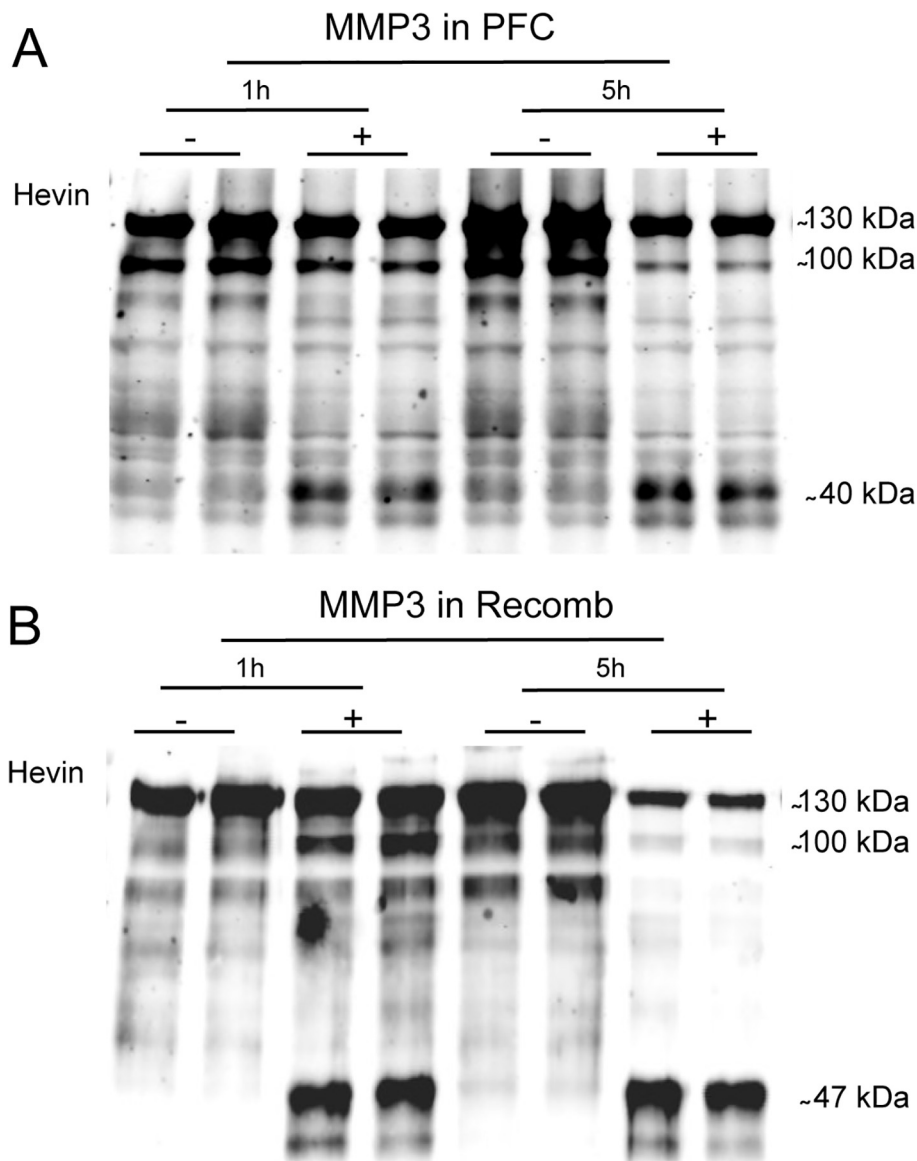 A
MMP3 in PFC
1h 5h
- + - +
Hevin
~130 kDa
~100 kDa
~40 kDa
B
MMP3 in Recomb
1h 5h
- + - +
Hevin
~130 kDa
~100 kDa
~47 kDa